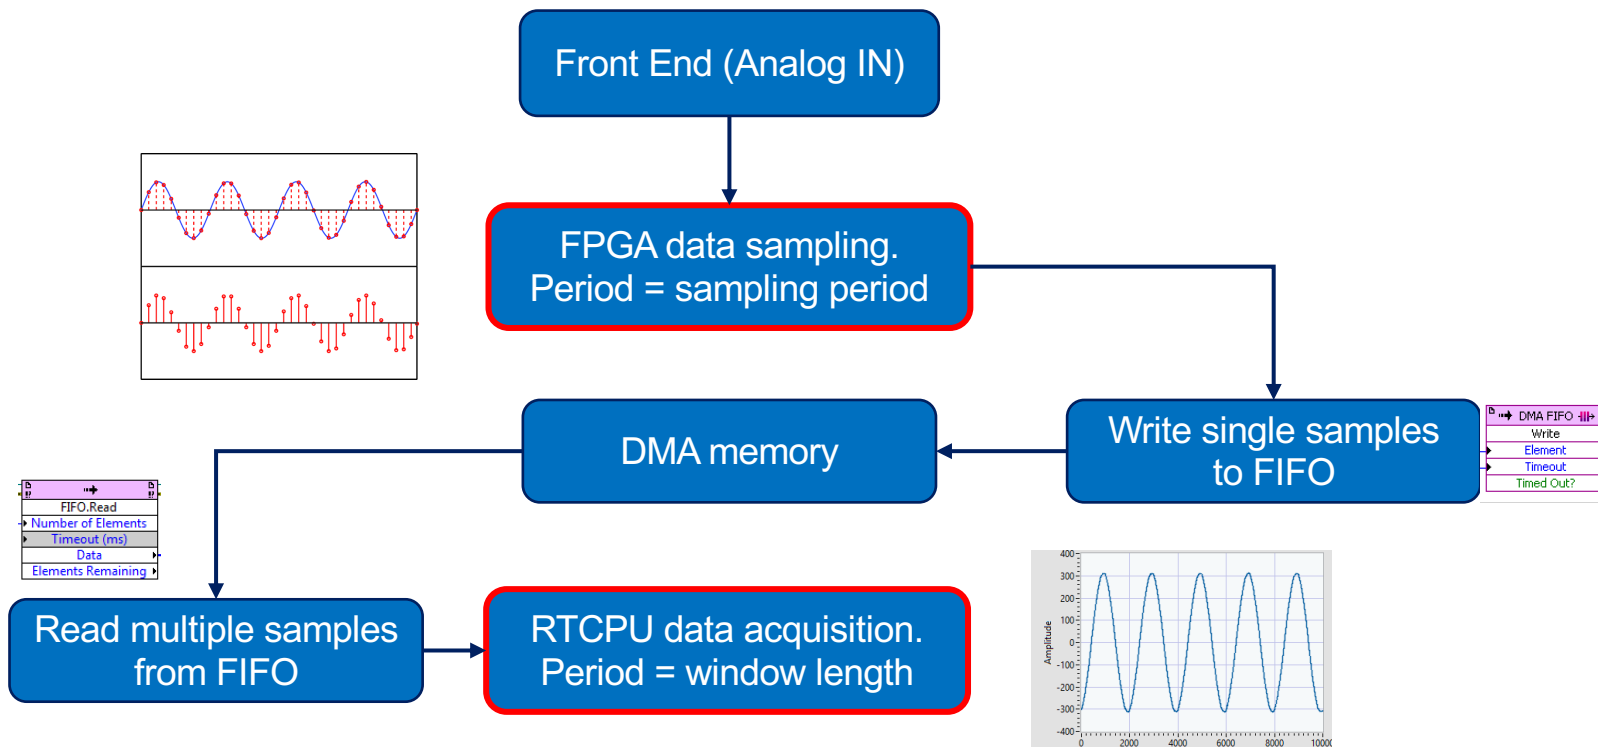 Front End (Analog IN)
FPGA data sampling.
Period = sampling period
Write single samples
to FIFO
DMA FIFO
Write
Element
Timeout
Timed Out?
DMA memory
FIFO.Read
Number of Elements
Timeout (ms)
Data
Elements Remaining
Read multiple samples
from FIFO
RTCPU data acquisition.
Period = window length
Amplitude
400
300
200
100
0
-100
-200
-300
-400
0 2000 4000 6000 8000 10000